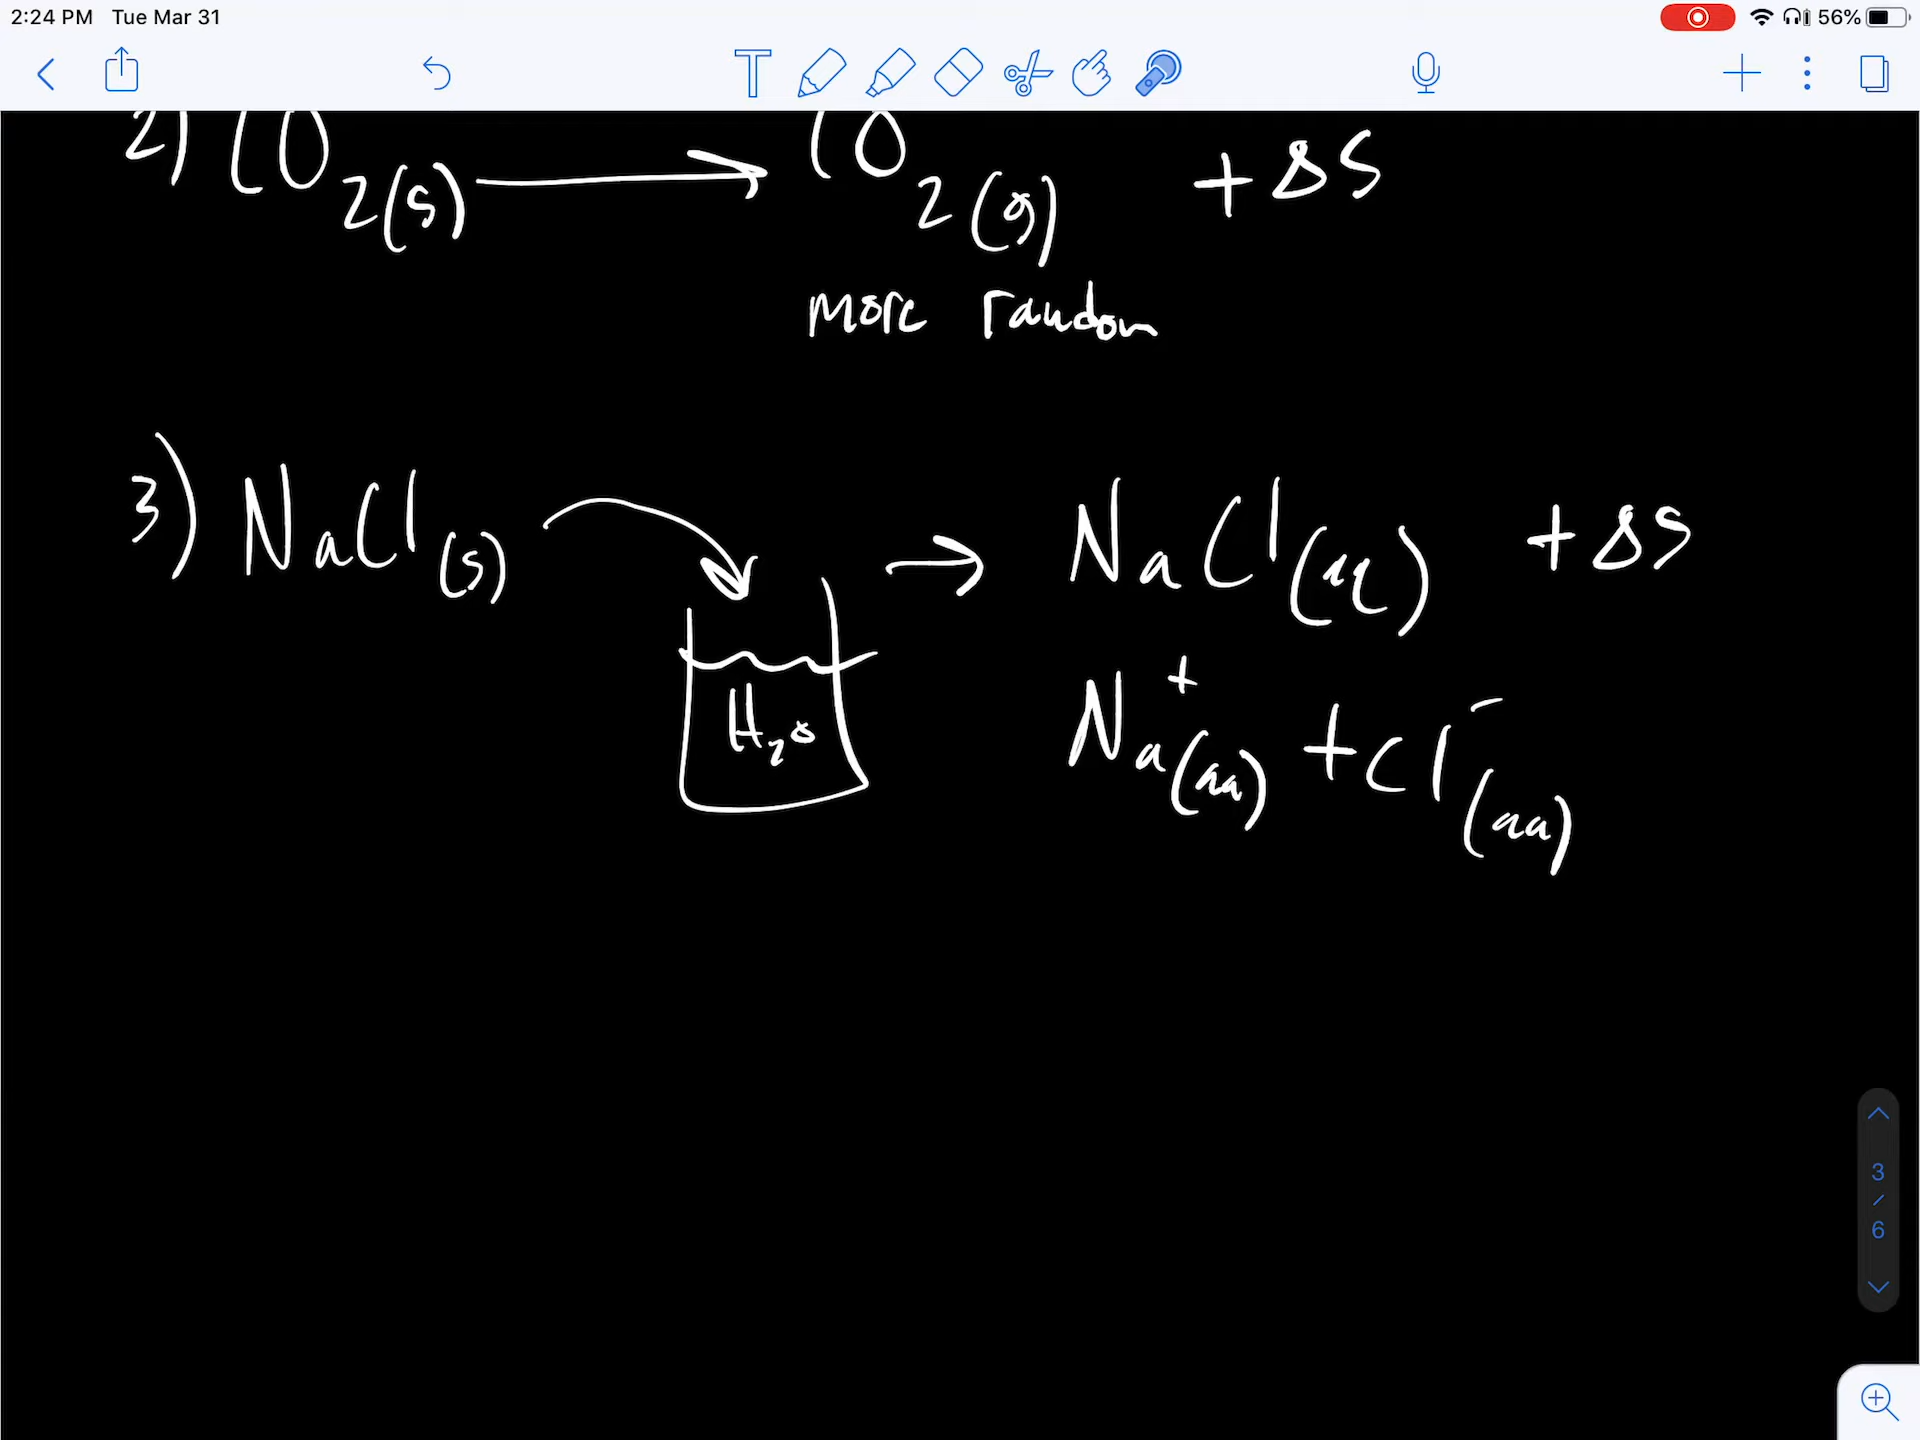 2:24 PM Tue Mar 31 56%
T
2) CO2(s) → CO2(g) +ΔS
more random
3) NaCl(s) → NaCl(aq) +ΔS
H2O
Na+(aq) + Cl-(aq)
3
/
6